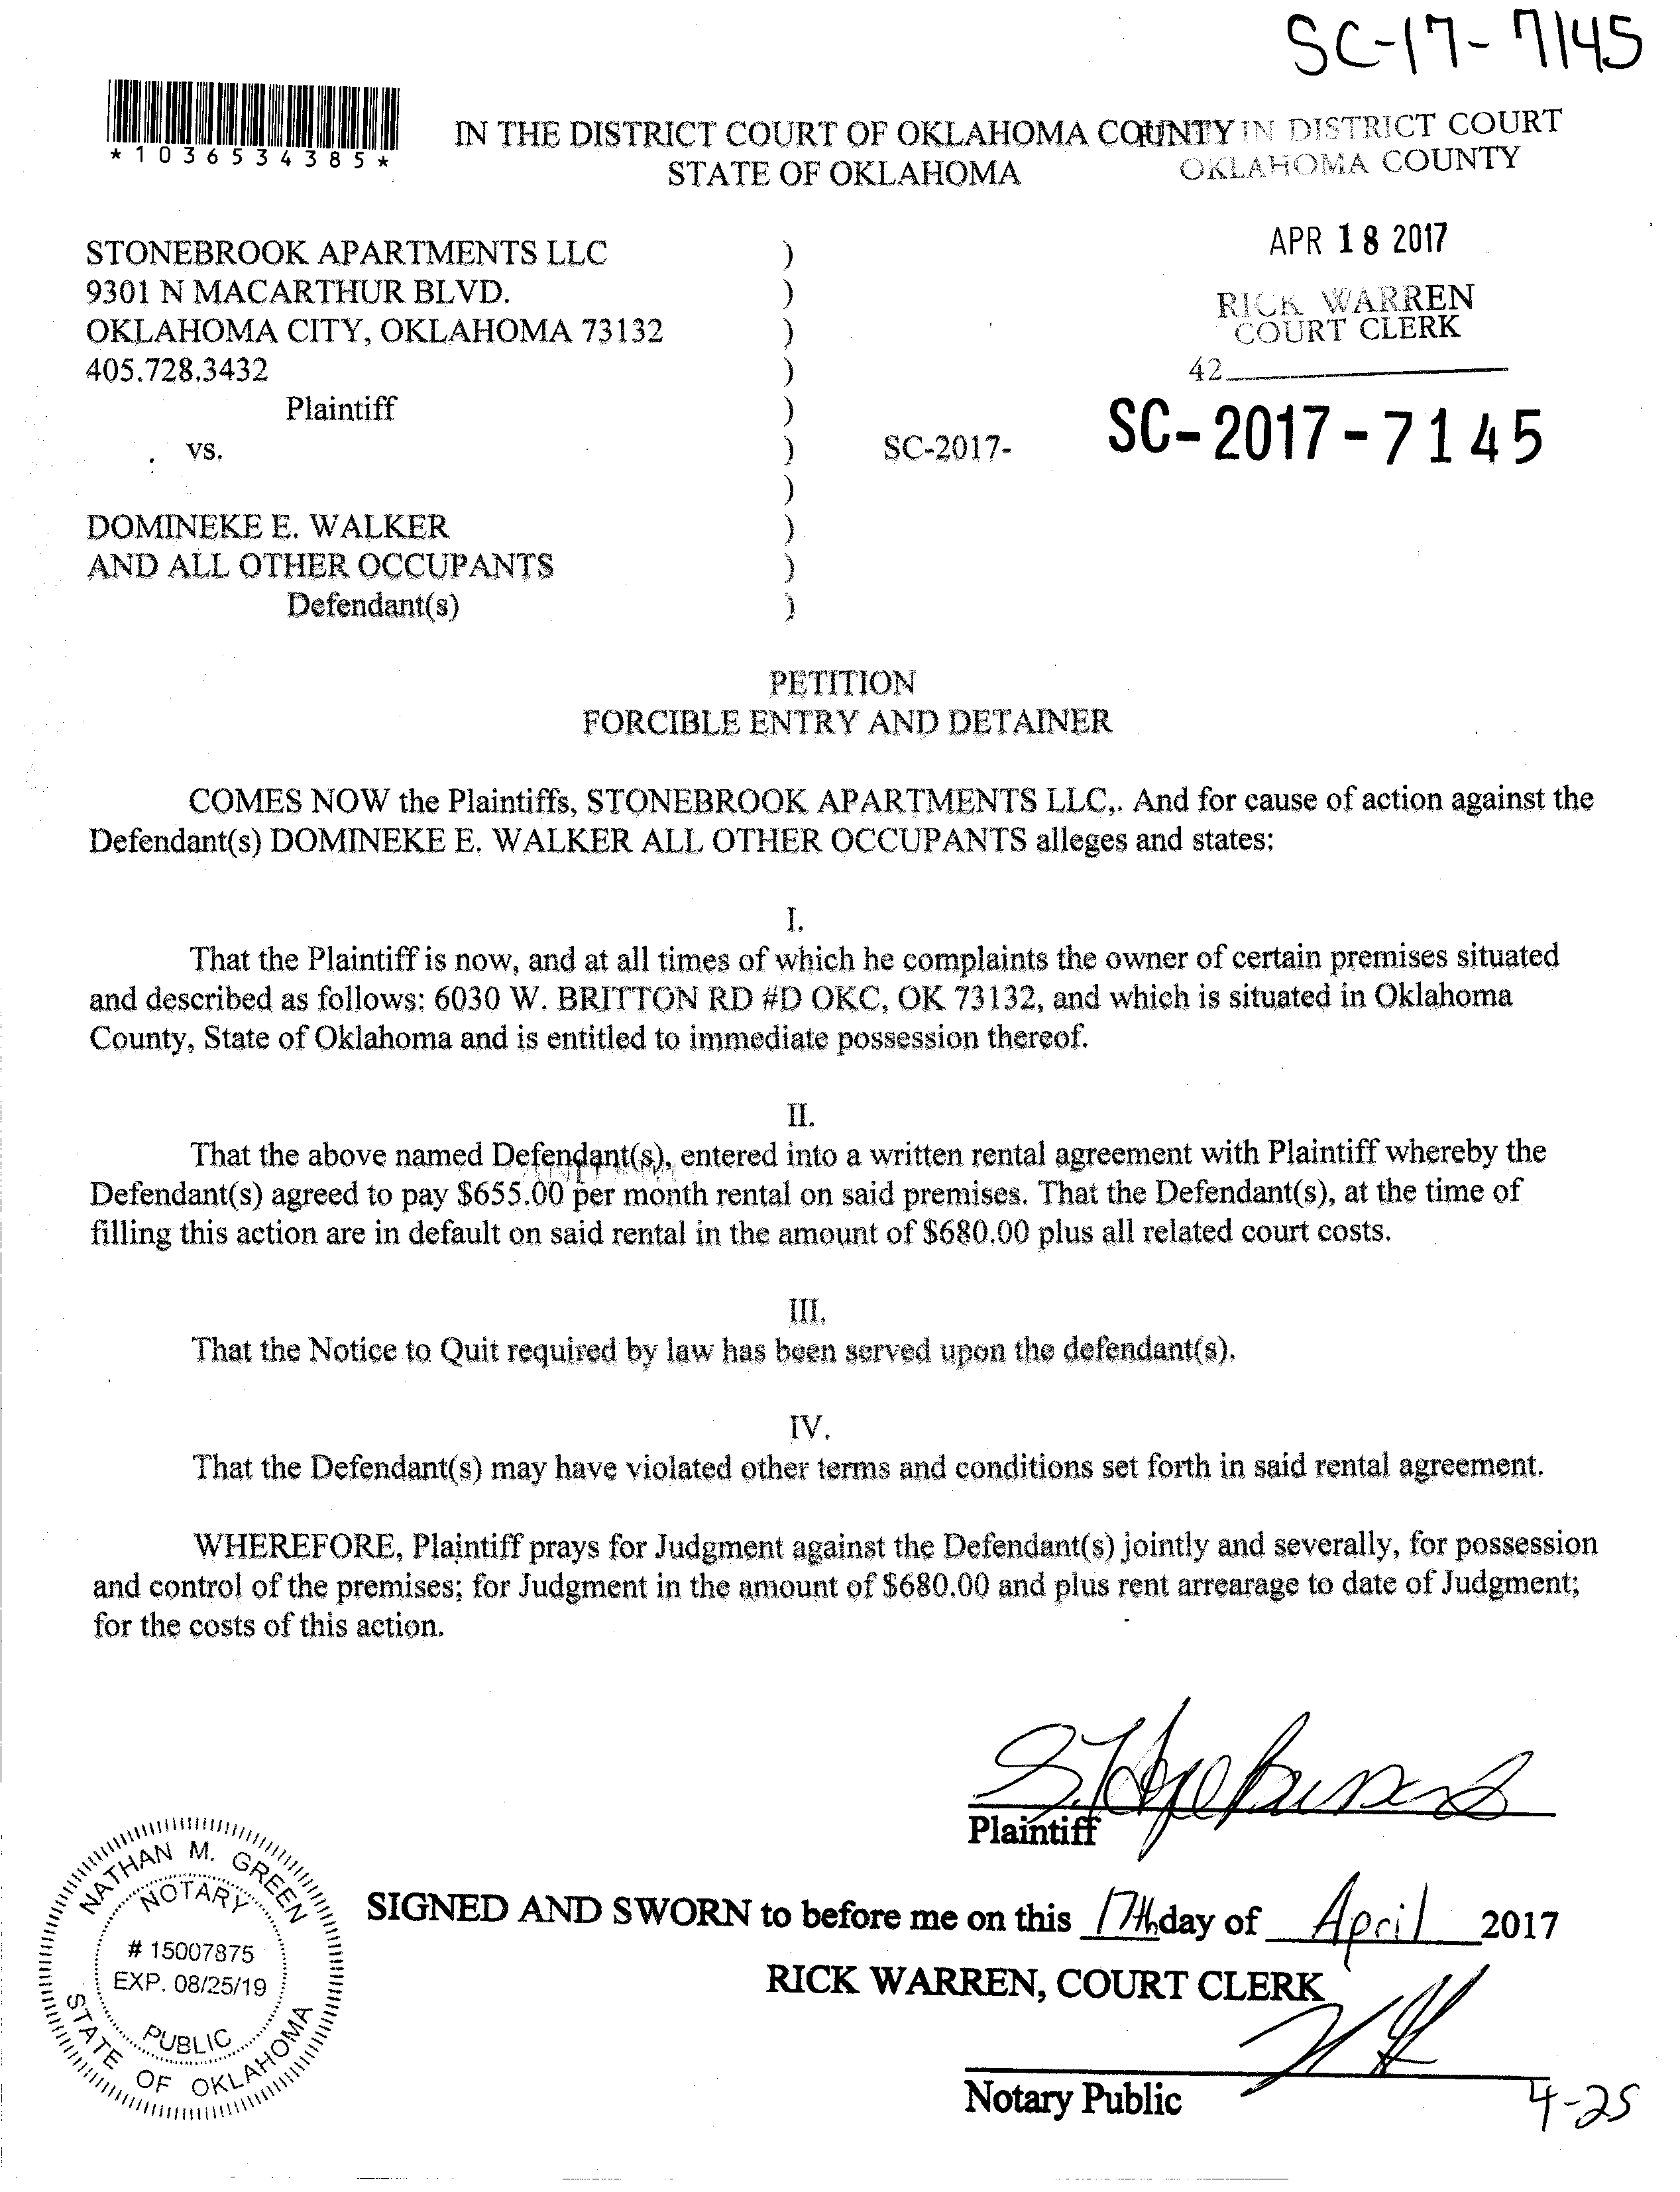 SC-17-7145
*1036534385*
IN THE DISTRICT COURT OF OKLAHOMA COUNTY
STATE OF OKLAHOMA
IN DISTRICT COURT
OKLAHOMA COUNTY
APR 18 2017
RICK WARREN
COURT CLERK
42
STONEBROOK APARTMENTS LLC )
9301 N MACARTHUR BLVD. )
OKLAHOMA CITY, OKLAHOMA 73132 )
405.728.3432 )
Plaintiff )
vs. ) SC-2017- SC-2017-7145
)
DOMINEKE E. WALKER )
AND ALL OTHER OCCUPANTS )
Defendant(s) )
PETITION
FORCIBLE ENTRY AND DETAINER
COMES NOW the Plaintiffs, STONEBROOK APARTMENTS LLC,. And for cause of action against the
Defendant(s) DOMINEKE E. WALKER ALL OTHER OCCUPANTS alleges and states:
I.
That the Plaintiff is now, and at all times of which he complaints the owner of certain premises situated
and described as follows: 6030 W. BRITTON RD #D OKC, OK 73132, and which is situated in Oklahoma
County, State of Oklahoma and is entitled to immediate possession thereof.
II.
That the above named Defendant(s), entered into a written rental agreement with Plaintiff whereby the
Defendant(s) agreed to pay $655.00 per month rental on said premises. That the Defendant(s), at the time of
filling this action are in default on said rental in the amount of $680.00 plus all related court costs.
III.
That the Notice to Quit required by law has been served upon the defendant(s).
IV.
That the Defendant(s) may have violated other terms and conditions set forth in said rental agreement.
WHEREFORE, Plaintiff prays for Judgment against the Defendant(s) jointly and severally, for possession
and control of the premises; for Judgment in the amount of $680.00 and plus rent arrearage to date of Judgment;
for the costs of this action.
Plaintiff
NATHAN M. GREEN
NOTARY
# 15007875
EXP. 08/25/19
PUBLIC
STATE OF OKLAHOMA
SIGNED AND SWORN to before me on this 17th day of April 2017
RICK WARREN, COURT CLERK
Notary Public
4-25